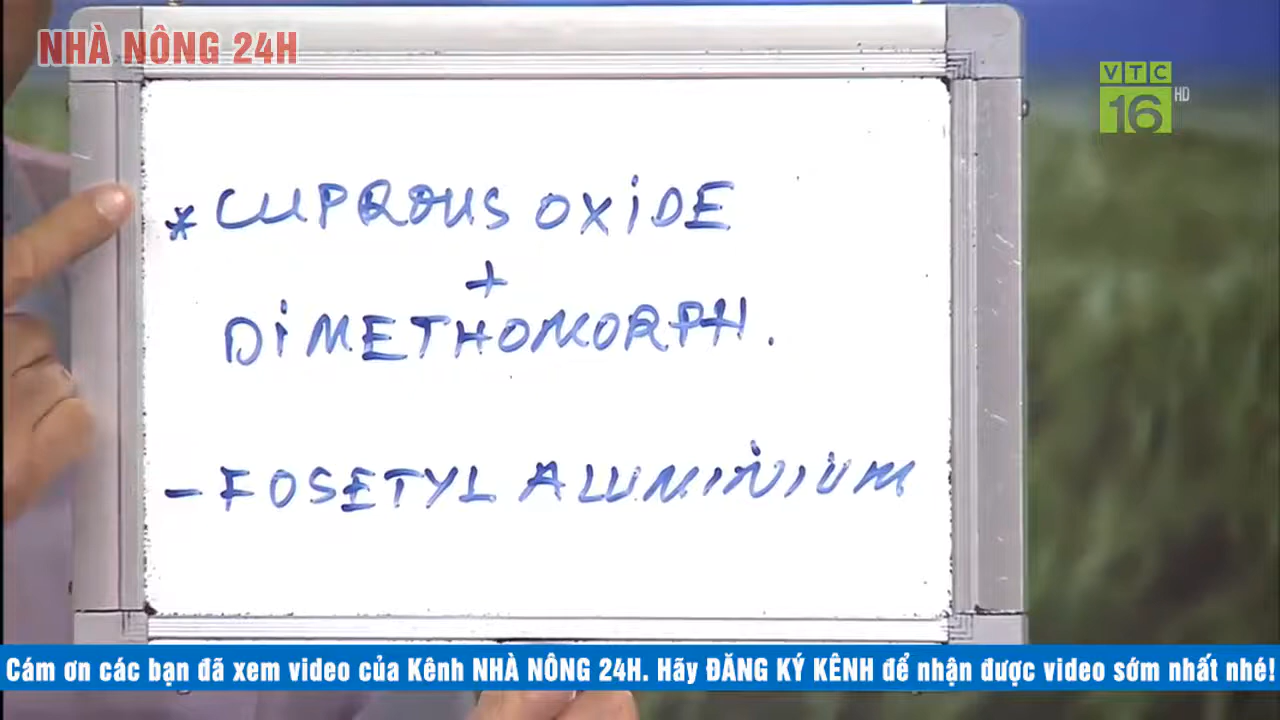 NHÀ NÔNG 24H
VTC
16 HD
* CUPROUS OXiDE
+
DiMETHOMORPH.
- FOSETYL ALUMINIUM
Cám ơn các bạn đã xem video của Kênh NHÀ NÔNG 24H. Hãy ĐĂNG KÝ KÊNH để nhận được video sớm nhất nhé!